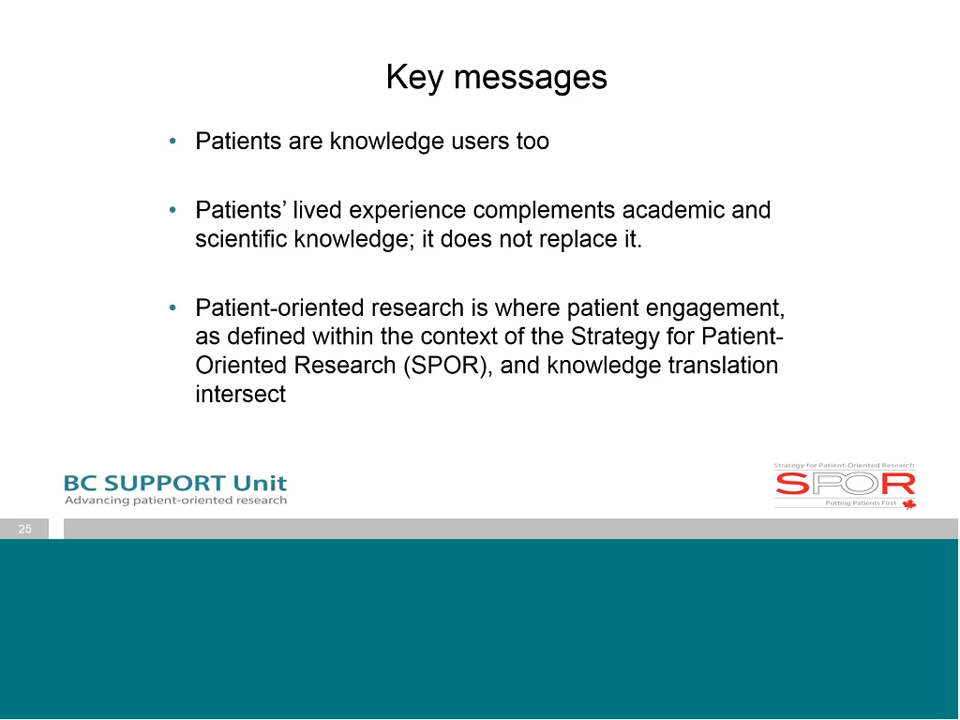 Key messages
• Patients are knowledge users too
• Patients’ lived experience complements academic and
scientific knowledge; it does not replace it.
• Patient-oriented research is where patient engagement,
as defined within the context of the Strategy for Patient-
Oriented Research (SPOR), and knowledge translation
intersect
BC SUPPORT Unit
Advancing patient-oriented research
Strategy for Patient-Oriented Research
SPOR
Putting Patients First
25